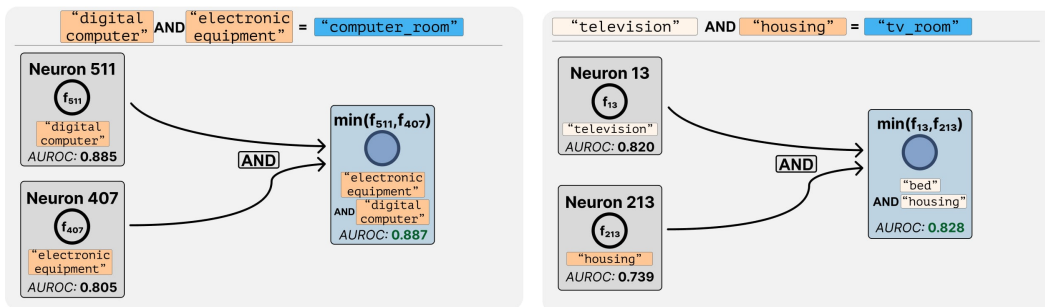 "digital computer" AND "electronic equipment" = "computer_room"
Neuron 511
f511
"digital
computer"
AUROC: 0.885
Neuron 407
f407
"electronic
equipment"
AUROC: 0.805
AND
min(f511,f407)
"electronic
equipment"
AND "digital
computer"
AUROC: 0.887
"television" AND "housing" = "tv_room"
Neuron 13
f13
"television"
AUROC: 0.820
Neuron 213
f213
"housing"
AUROC: 0.739
AND
min(f13,f213)
"bed"
AND "housing"
AUROC: 0.828